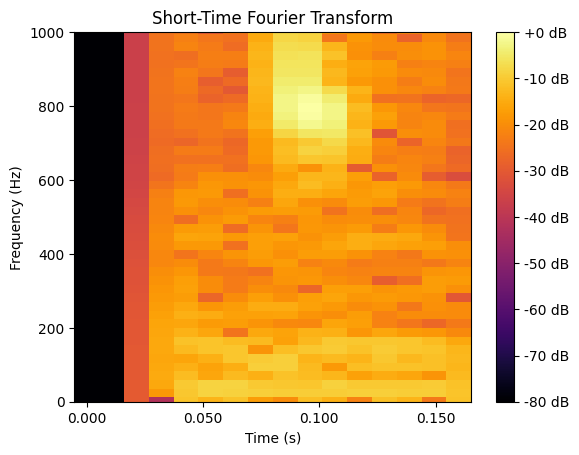 Short-Time Fourier Transform
Frequency (Hz)
1000
800
600
400
200
0
0.000
0.050
0.100
0.150
Time (s)
+0 dB
-10 dB
-20 dB
-30 dB
-40 dB
-50 dB
-60 dB
-70 dB
-80 dB